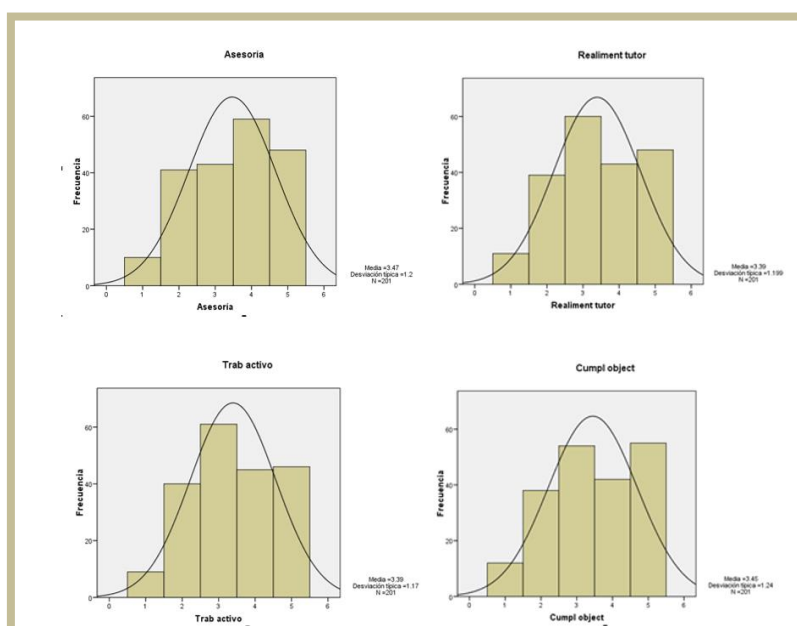 Asesoria
Frecuencia
60
40
20
0
0 1 2 3 4 5 6
Asesoria
Media =3.47
Desviación típica =1.2
N =201
Realiment tutor
Frecuencia
60
40
20
0
0 1 2 3 4 5 6
Realiment tutor
Media =3.39
Desviación típica =1.199
N =201
Trab activo
Frecuencia
60
40
20
0
0 1 2 3 4 5 6
Trab activo
Media =3.39
Desviación típica =1.17
N =201
Cumpl object
Frecuencia
60
40
20
0
0 1 2 3 4 5 6
Cumpl object
Media =3.45
Desviación típica =1.24
N =201